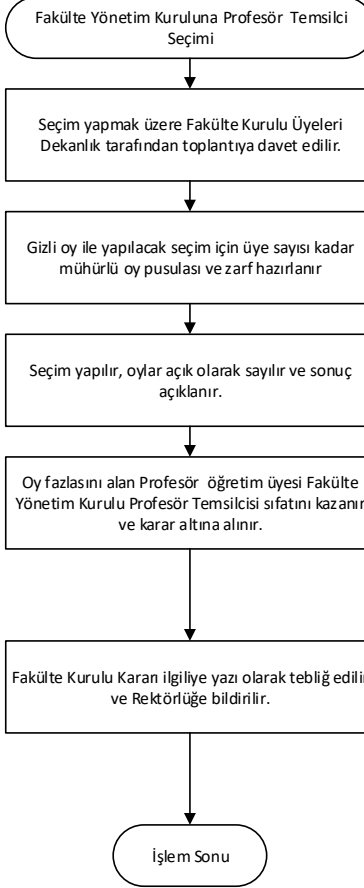 Fakülte Yönetim Kuruluna Profesör Temsilci
Seçimi
Seçim yapmak üzere Fakülte Kurulu Üyeleri
Dekanlık tarafından toplantıya davet edilir.
Gizli oy ile yapılacak seçim için üye sayısı kadar
mühürlü oy pusulası ve zarf hazırlanır
Seçim yapılır, oylar açık olarak sayılır ve sonuç
açıklanır.
Oy fazlasını alan Profesör öğretim üyesi Fakülte
Yönetim Kurulu Profesör Temsilcisi sıfatını kazanır
ve karar altına alınır.
Fakülte Kurulu Kararı ilgiliye yazı olarak tebliğ edilir
ve Rektörlüğe bildirilir.
İşlem Sonu